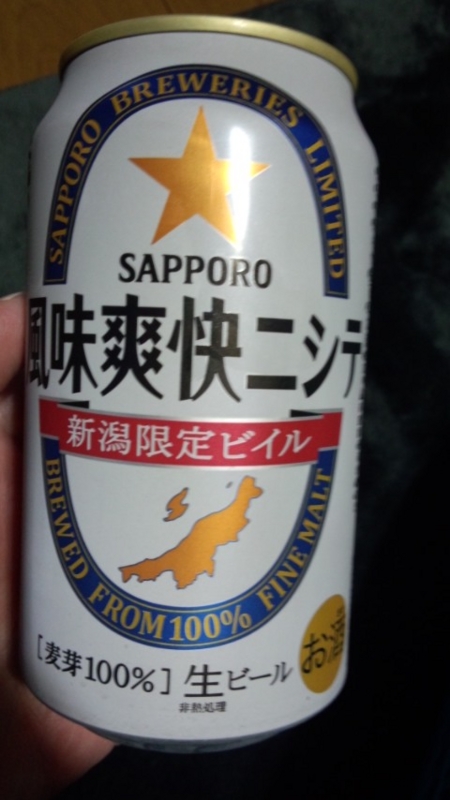 SAPPORO BREWERIES LIMITED
SAPPORO
風味爽快ニシテ
新潟限定ビイル
BREWED FROM 100% FINE MALT
[麦芽100%] 生ビール
非熱処理
お酒